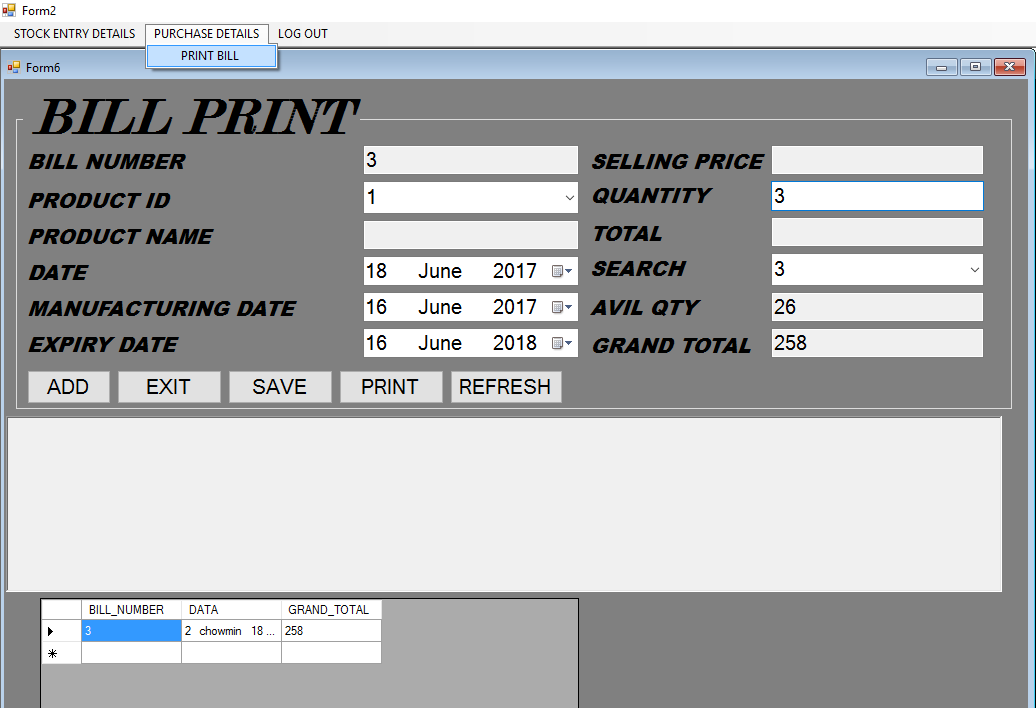 Form2
STOCK ENTRY DETAILS PURCHASE DETAILS LOG OUT
PRINT BILL
Form6
BILL PRINT
BILL NUMBER 3 SELLING PRICE
PRODUCT ID 1 QUANTITY 3
PRODUCT NAME TOTAL
DATE 18 June 2017 SEARCH 3
MANUFACTURING DATE 16 June 2017 AVIL QTY 26
EXPIRY DATE 16 June 2018 GRAND TOTAL 258
ADD EXIT SAVE PRINT REFRESH
BILL_NUMBER DATA GRAND_TOTAL
3 2 chowmin 18 ... 258